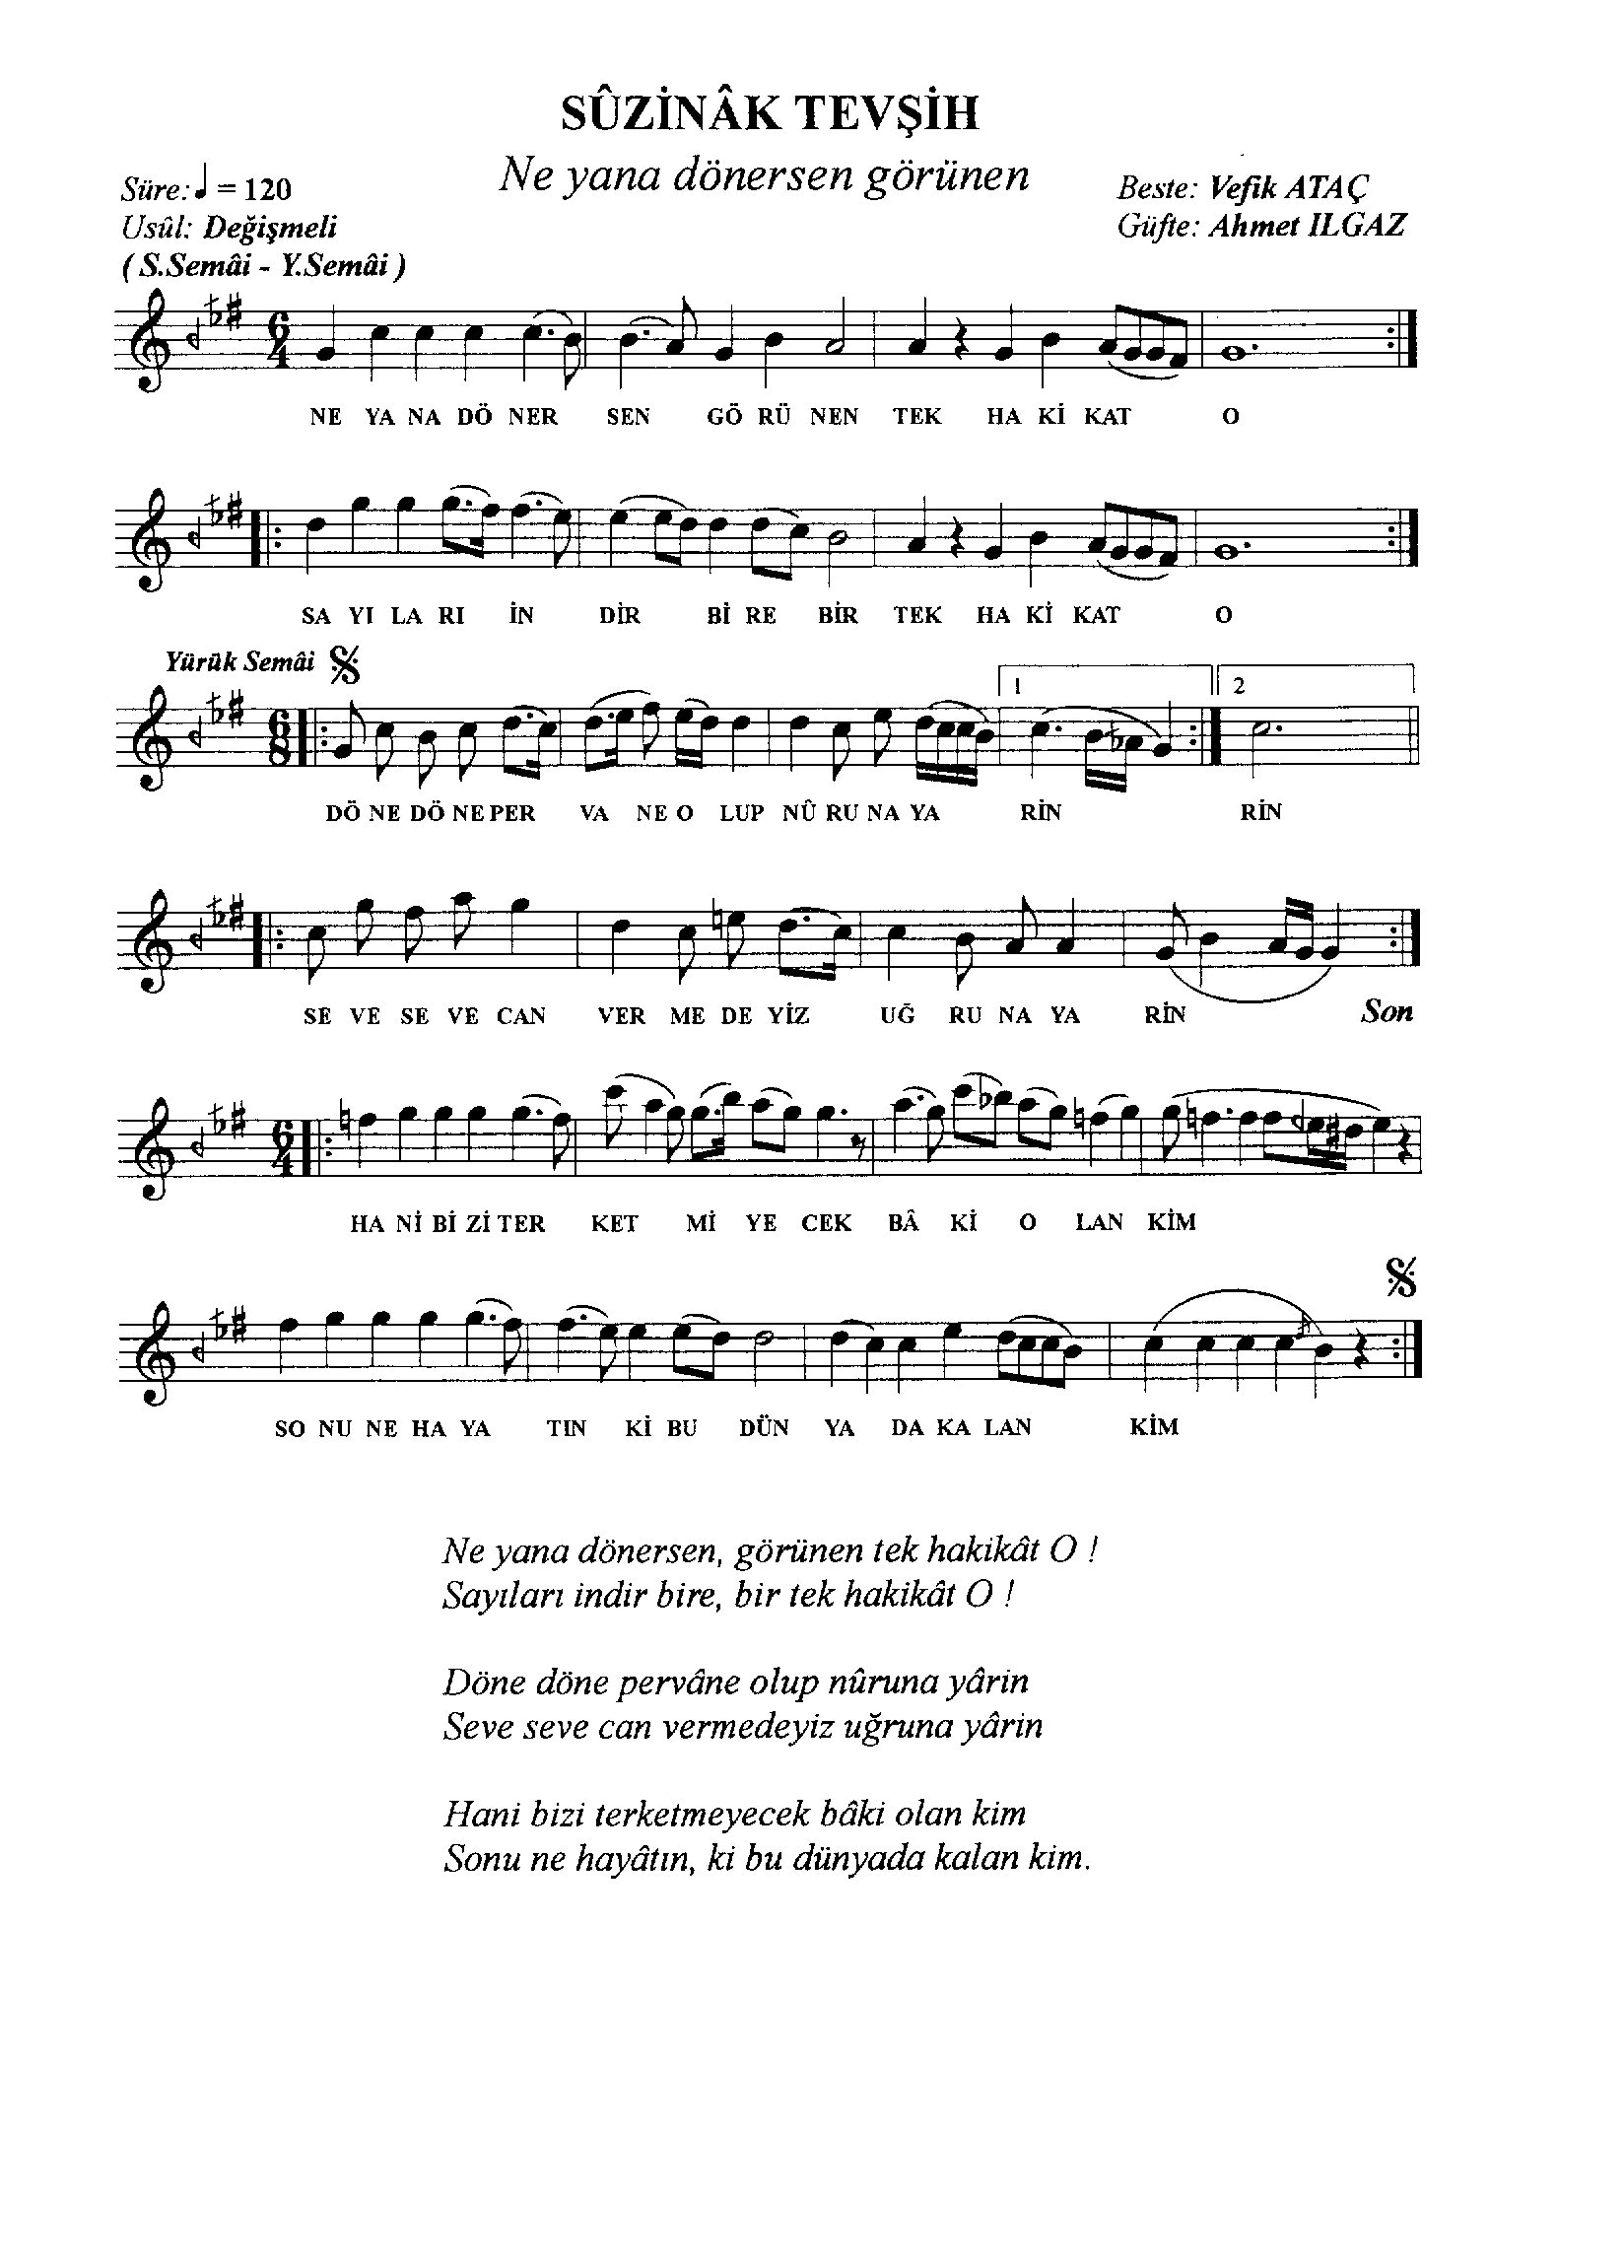 SÛZİNÂK TEVŞİH
Ne yana dönersen görünen
Süre: ♩ = 120
Usûl: Değişmeli
( S.Semâi - Y.Semâi )
Beste: Vefik ATAÇ
Güfte: Ahmet ILGAZ
6/4
NE YA NA DÖ NER SEN GÖ RÜ NEN TEK HA Kİ KAT O
SA YI LA RI İN DİR Bİ RE BİR TEK HA Kİ KAT O
Yürük Semâi
6/8
1 2
DÖ NE DÖ NE PER VA NE O LUP NÛ RU NA YA RİN RİN
SE VE SE VE CAN VER ME DE YİZ UĞ RU NA YA RİN Son
6/4
HA Nİ Bİ Zİ TER KET Mİ YE CEK BÂ Kİ O LAN KİM
SO NU NE HA YA TIN Kİ BU DÜN YA DA KA LAN KİM
Ne yana dönersen, görünen tek hakikât O !
Sayıları indir bire, bir tek hakikât O !
Döne döne pervâne olup nûruna yârin
Seve seve can vermedeyiz uğruna yârin
Hani bizi terketmeyecek bâki olan kim
Sonu ne hayâtın, ki bu dünyada kalan kim.